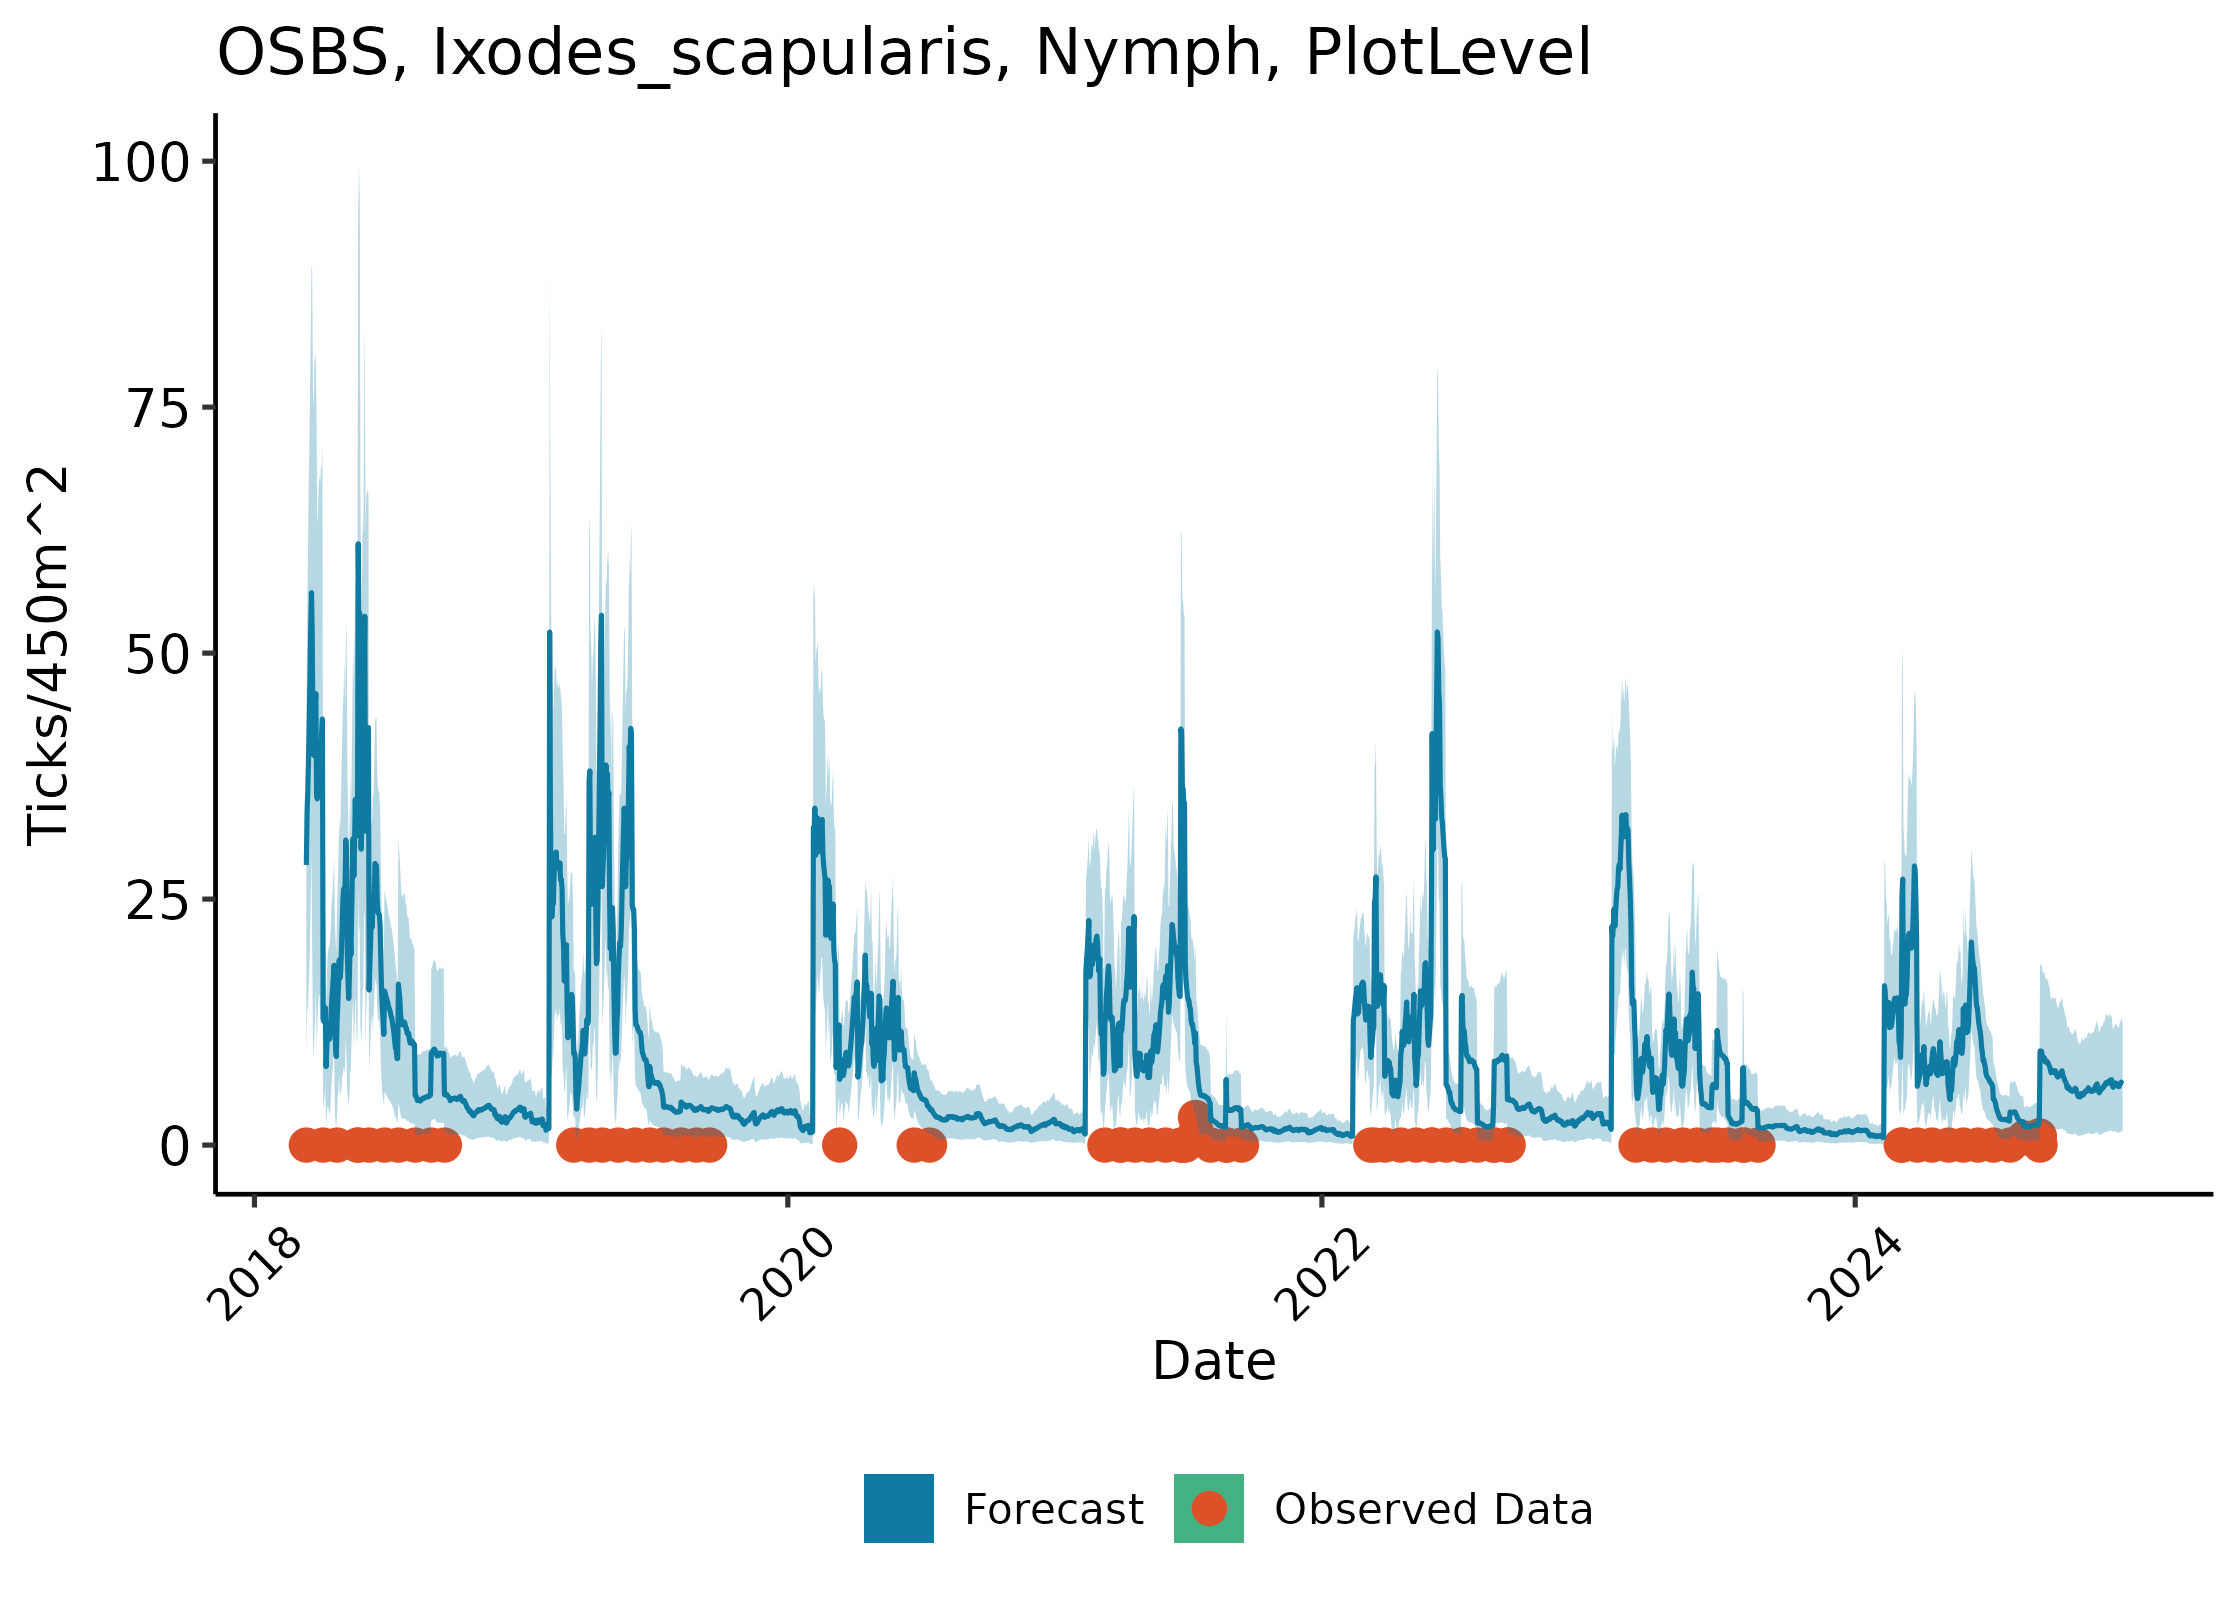 OSBS, Ixodes_scapularis, Nymph, PlotLevel
Ticks/450m^2
100
75
50
25
0
2018
2020
2022
2024
Date
Forecast
Observed Data